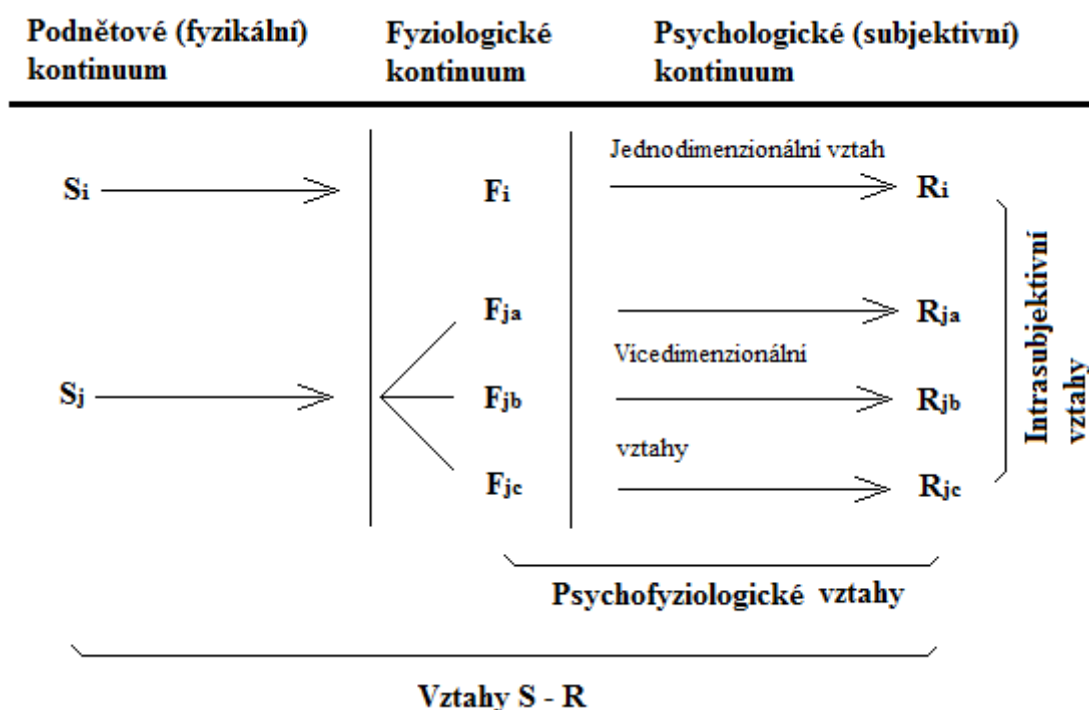 Podnětové (fyzikální)
kontinuum
Fyziologické
kontinuum
Psychologické (subjektivní)
kontinuum
Jednodimenzionální vztah
Si
Fi
Ri
Fja
Rja
Vícedimenzionální
Sj
Fjb
Rjb
vztahy
Fjc
Rjc
Intrasubjektivní
vztahy
Psychofyziologické vztahy
Vztahy S - R